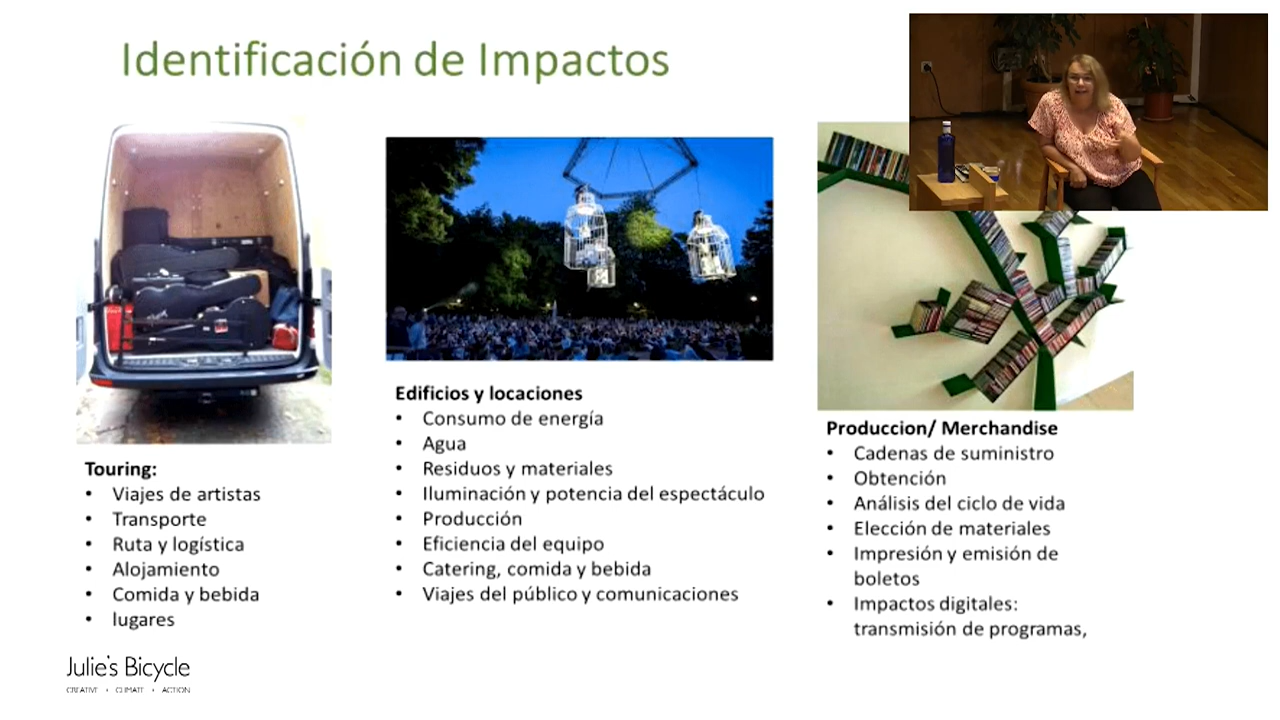 Identificación de Impactos
Touring:
• Viajes de artistas
• Transporte
• Ruta y logística
• Alojamiento
• Comida y bebida
• lugares
Edificios y locaciones
• Consumo de energía
• Agua
• Residuos y materiales
• Iluminación y potencia del espectáculo
• Producción
• Eficiencia del equipo
• Catering, comida y bebida
• Viajes del público y comunicaciones
Produccion/ Merchandise
• Cadenas de suministro
• Obtención
• Análisis del ciclo de vida
• Elección de materiales
• Impresión y emisión de
boletos
• Impactos digitales:
transmisión de programas,
Julie's Bicycle
CREATIVE • CLIMATE • ACTION